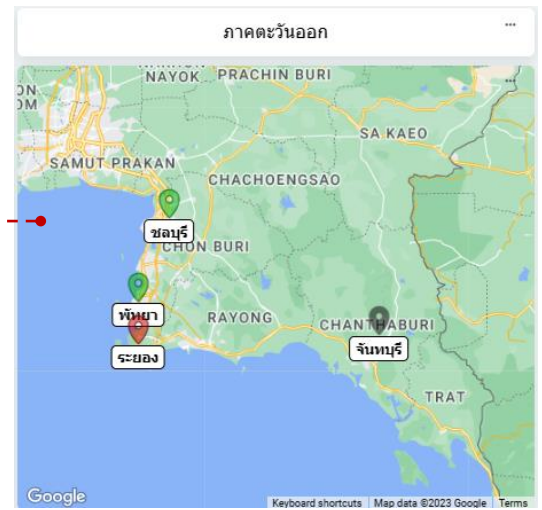 ภาคตะวันออก
NAYOK
PRACHIN BURI
SA KAEO
SAMUT PRAKAN
CHACHOENGSAO
ชลบุรี
CHON BURI
พัทยา
RAYONG
CHANTHABURI
ระยอง
จันทบุรี
TRAT
Google
Keyboard shortcuts Map data ©2023 Google Terms